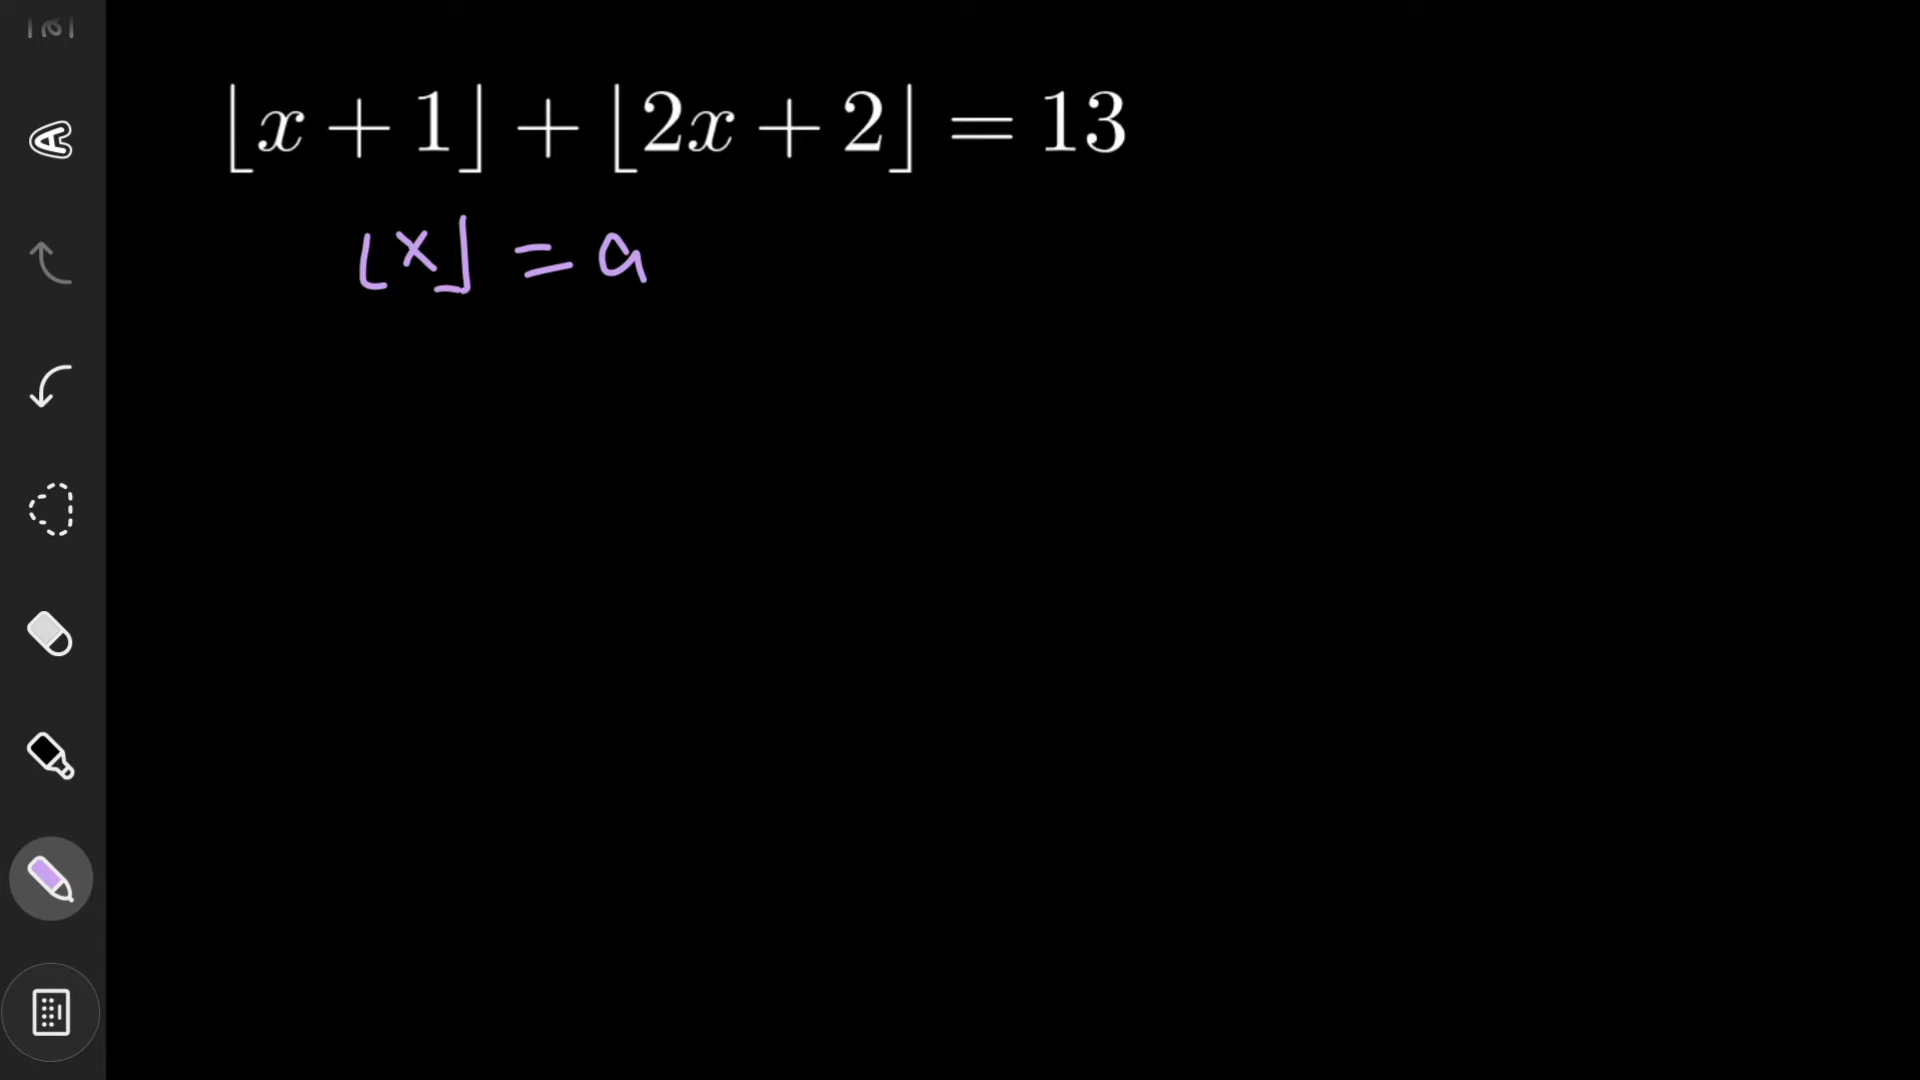 ⌊x + 1⌋ + ⌊2x + 2⌋ = 13
⌊x⌋ = a